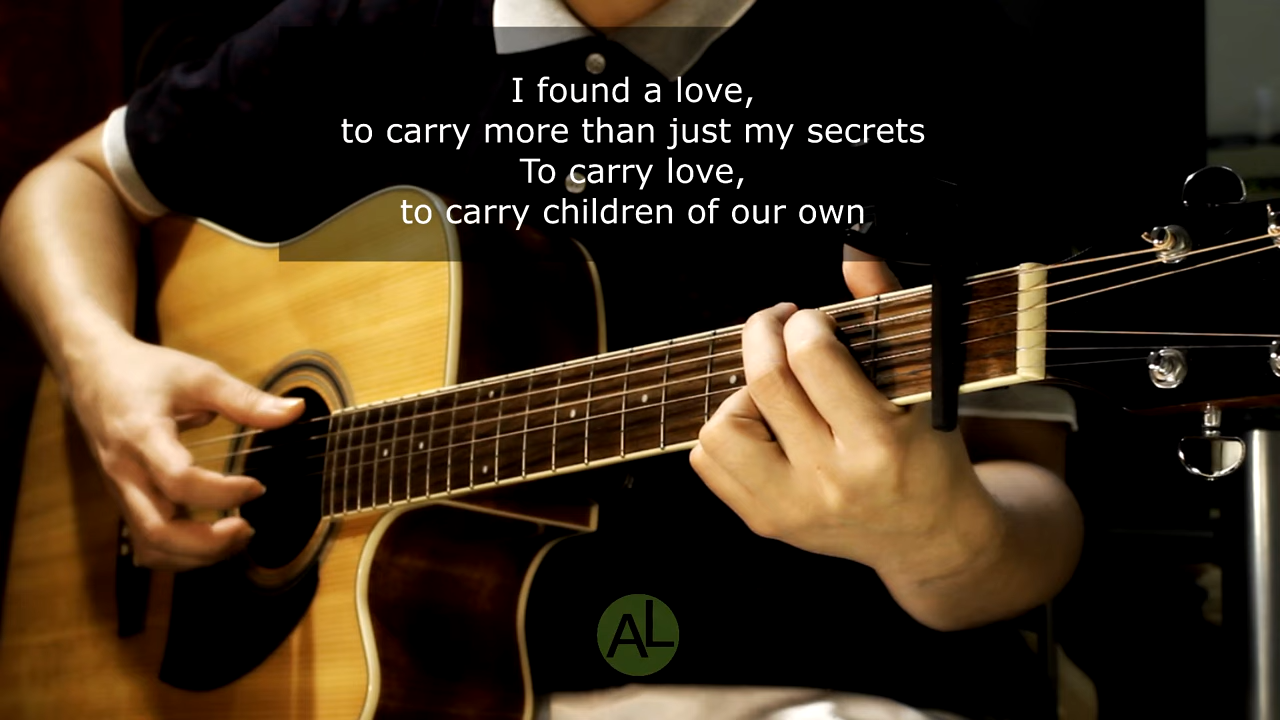 I found a love,
to carry more than just my secrets
To carry love,
to carry children of our own
AL